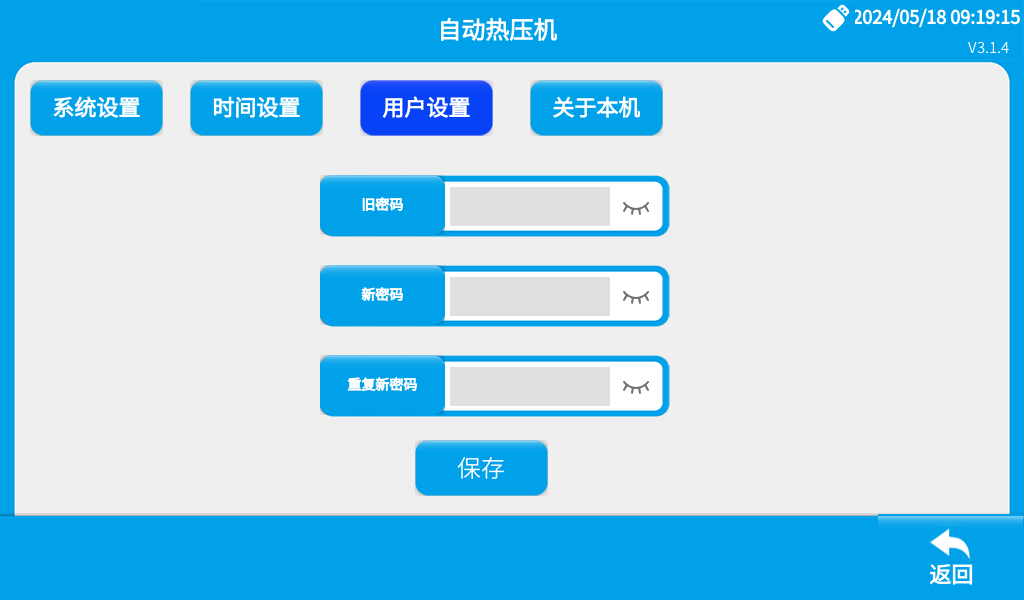 自动热压机
2024/05/18 09:19:15
V3.1.4
系统设置 时间设置 用户设置 关于本机
旧密码
新密码
重复新密码
保存
返回